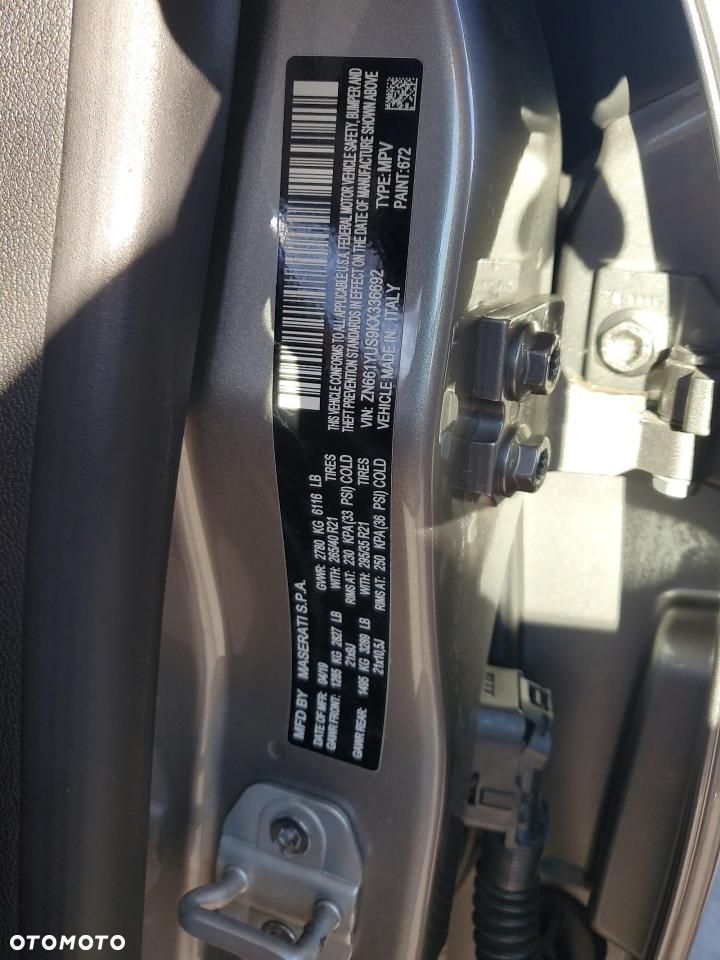 MFD BY MASERATI S.P.A.
DATE OF MFR: 04/19
GVWR: 2780 KG 6116 LB
GAWR FRONT: 1285 KG 2827 LB
WITH: 265/40 R21 TIRES
21x9J
RIMS AT: 230 KPA(33 PSI) COLD
GAWR REAR: 1495 KG 3289 LB
WITH: 295/35 R21 TIRES
21x10,5J
RIMS AT: 250 KPA(36 PSI) COLD
THIS VEHICLE CONFORMS TO ALL APPLICABLE U.S.A. FEDERAL MOTOR VEHICLE SAFETY, BUMPER AND
THEFT PREVENTION STANDARDS IN EFFECT ON THE DATE OF MANUFACTURE SHOWN ABOVE
VIN: ZN661YUS9KX336692
TYPE: MPV
VEHICLE MADE IN: ITALY
PAINT: 672
OTOMOTO